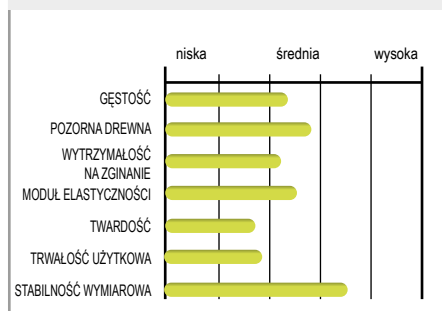 niska średnia wysoka
GĘSTOŚĆ
POZORNA DREWNA
WYTRZYMAŁOŚĆ
NA ZGINANIE
MODUŁ ELASTYCZNOŚCI
TWARDOŚĆ
TRWAŁOŚĆ UŻYTKOWA
STABILNOŚĆ WYMIAROWA